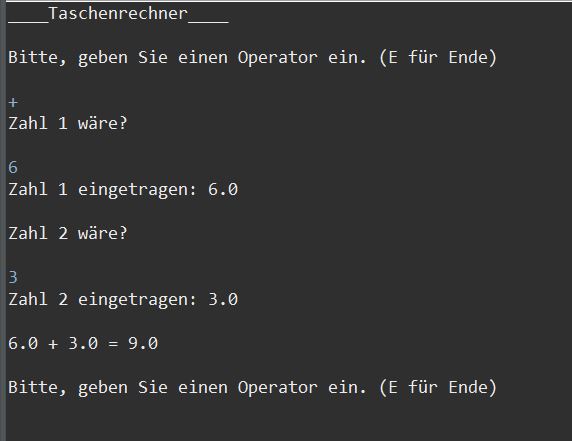 ____Taschenrechner____
Bitte, geben Sie einen Operator ein. (E für Ende)
+
Zahl 1 wäre?
6
Zahl 1 eingetragen: 6.0
Zahl 2 wäre?
3
Zahl 2 eingetragen: 3.0
6.0 + 3.0 = 9.0
Bitte, geben Sie einen Operator ein. (E für Ende)